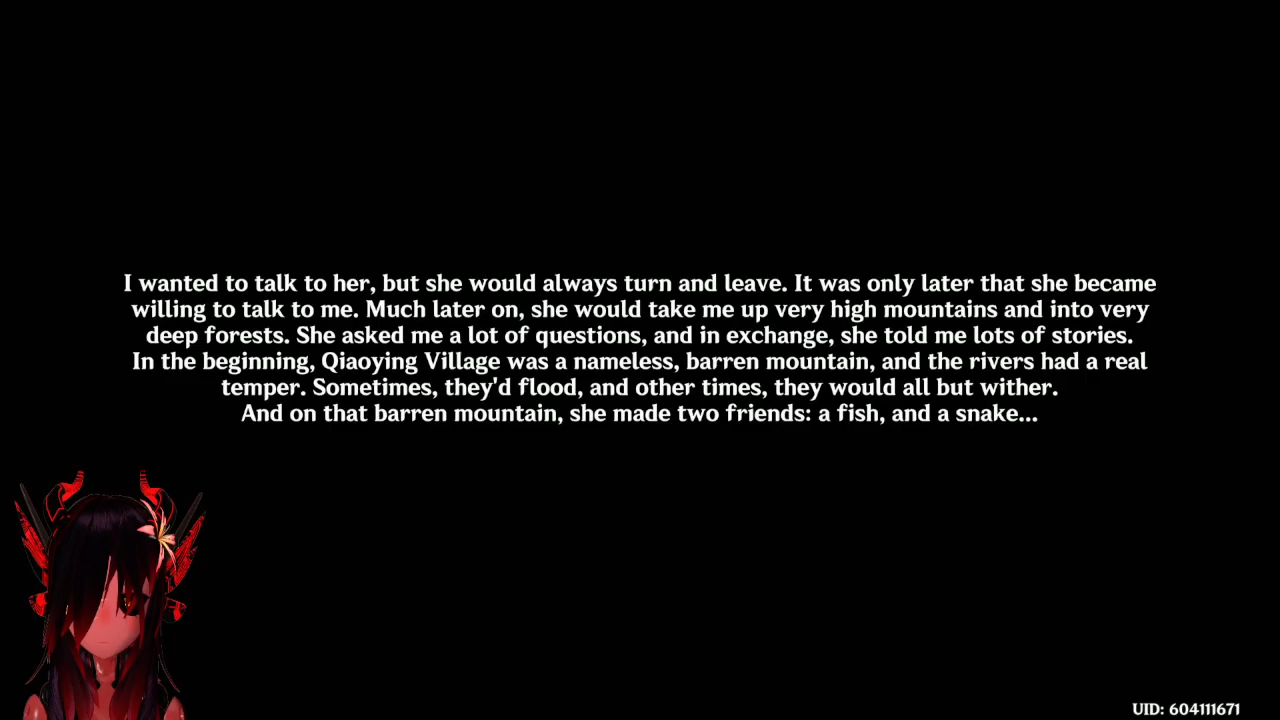 I wanted to talk to her, but she would always turn and leave. It was only later that she became
willing to talk to me. Much later on, she would take me up very high mountains and into very
deep forests. She asked me a lot of questions, and in exchange, she told me lots of stories.
In the beginning, Qiaoying Village was a nameless, barren mountain, and the rivers had a real
temper. Sometimes, they'd flood, and other times, they would all but wither.
And on that barren mountain, she made two friends: a fish, and a snake...
UID: 604111671